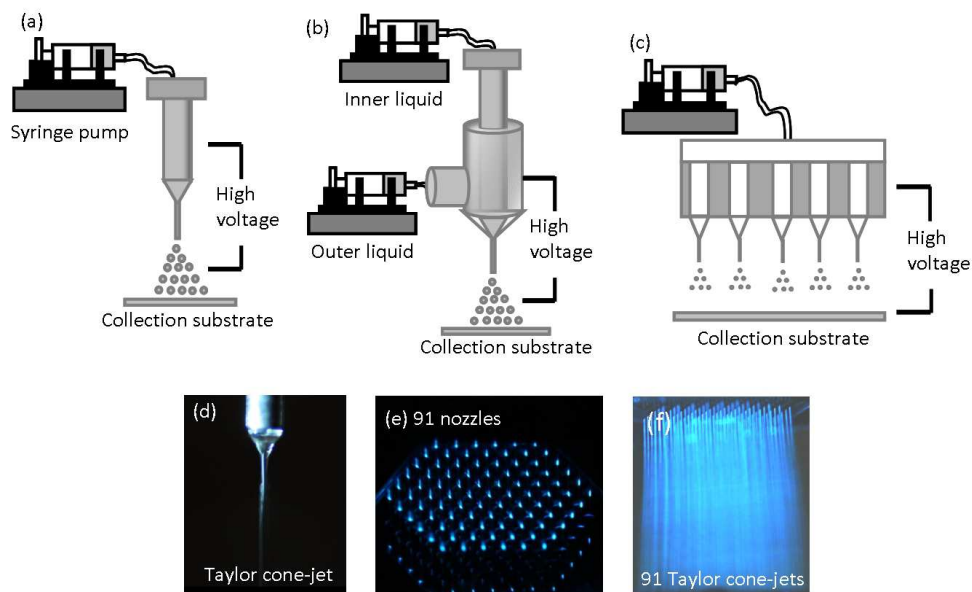 (a)
Syringe pump
High
voltage
Collection substrate
(b)
Inner liquid
Outer liquid
High
voltage
Collection substrate
(c)
High
voltage
Collection substrate
(d)
Taylor cone-jet
(e) 91 nozzles
(f)
91 Taylor cone-jets